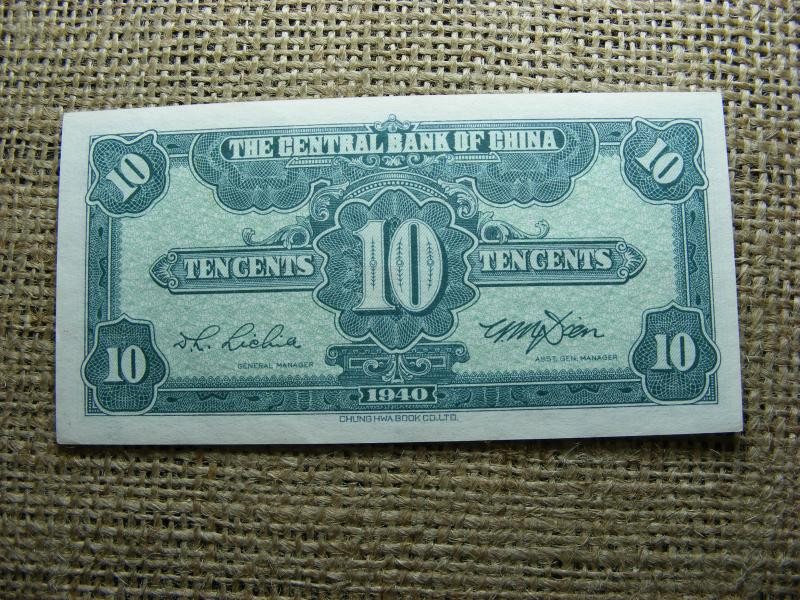 THE CENTRAL BANK OF CHINA
10 10
10
TEN CENTS TEN CENTS
GENERAL MANAGER
ASST. GEN. MANAGER
10 10
1940
CHUNG HWA BOOK CO. LTD.